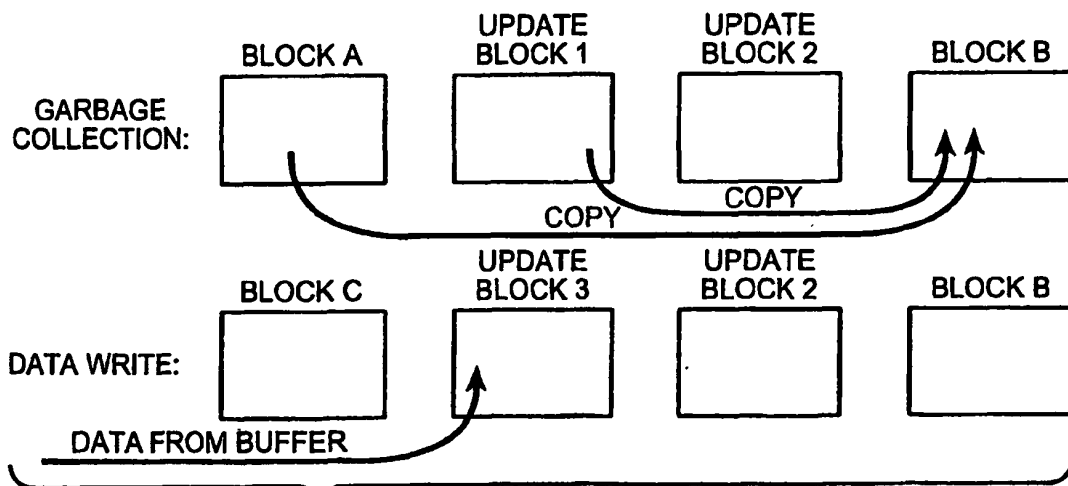 BLOCK A
UPDATE
BLOCK 1
UPDATE
BLOCK 2
BLOCK B
GARBAGE
COLLECTION:
COPY
COPY
BLOCK C
UPDATE
BLOCK 3
UPDATE
BLOCK 2
BLOCK B
DATA WRITE:
DATA FROM BUFFER